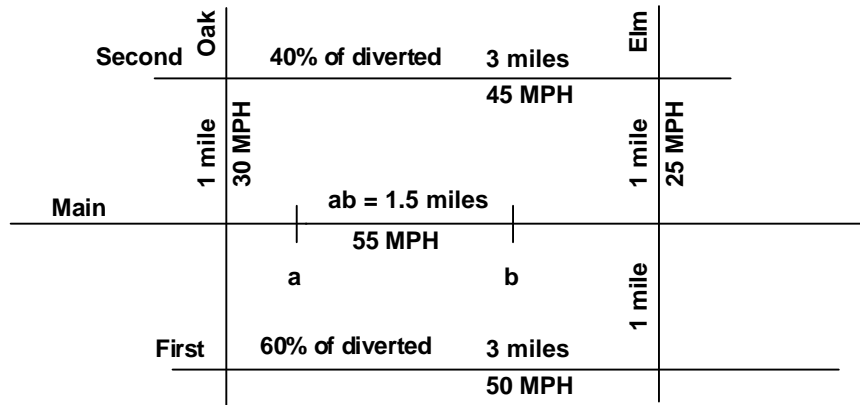 Oak
Elm
Second
40% of diverted
3 miles
45 MPH
1 mile
30 MPH
1 mile
25 MPH
ab = 1.5 miles
Main
55 MPH
a
b
1 mile
First
60% of diverted
3 miles
50 MPH